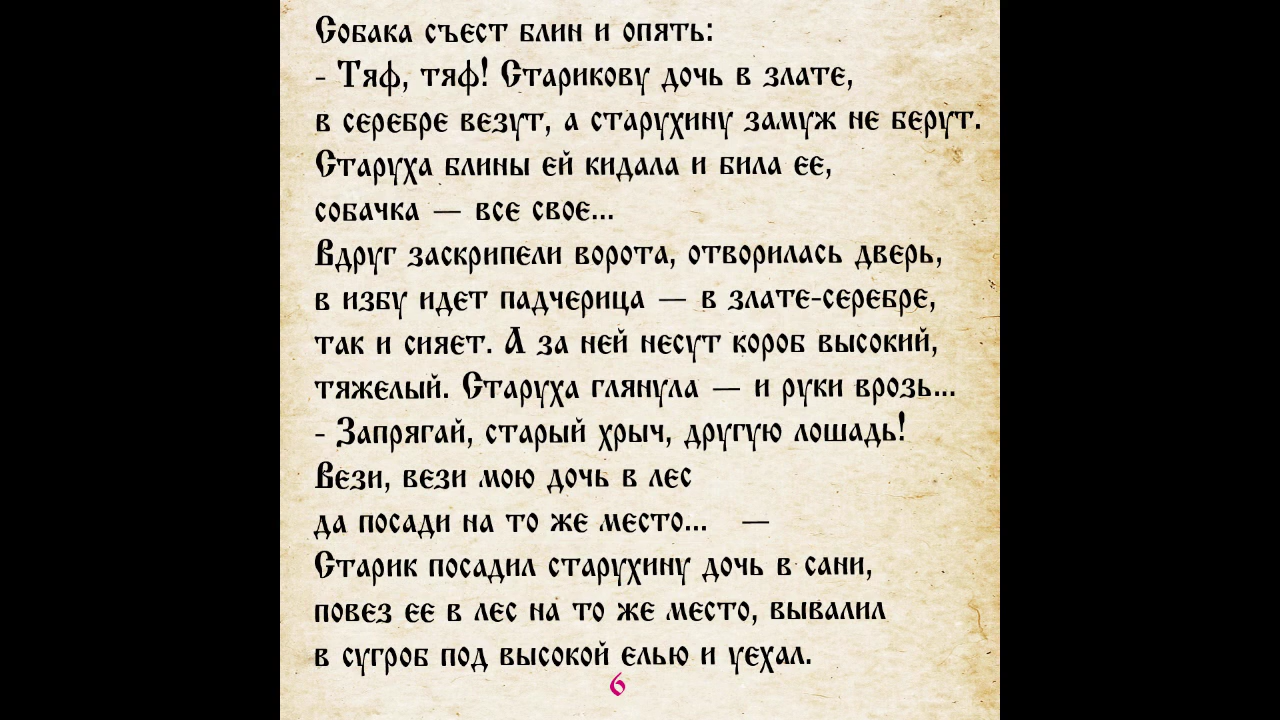 Собака съест блин и опять:
- Тяф, тяф! Старикову дочь в злате,
в серебре везут, а старухину замуж не берут.
Старуха блины ей кидала и била ее,
собачка — все свое...
Вдруг заскрипели ворота, отворилась дверь,
в избу идет падчерица — в злате-серебре,
так и сияет. А за ней несут короб высокий,
тяжелый. Старуха глянула — и руки врозь...
- Запрягай, старый хрыч, другую лошадь!
Вези, вези мою дочь в лес
да посади на то же место... —
Старик посадил старухину дочь в сани,
повез ее в лес на то же место, вывалил
в сугроб под высокой елью и уехал.
6